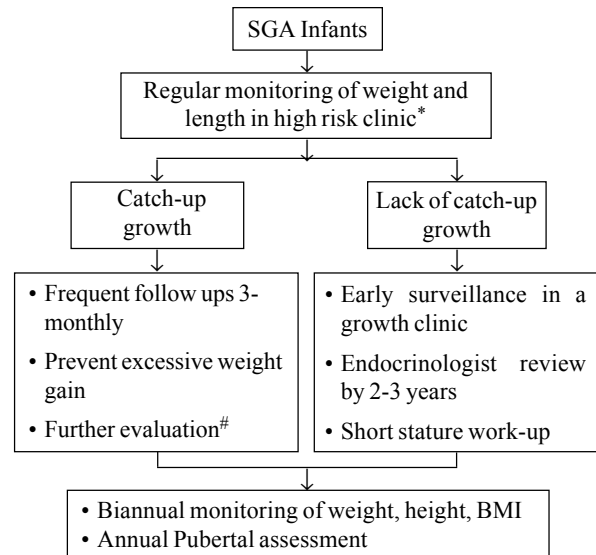 SGA Infants
Regular monitoring of weight and
length in high risk clinic*
Catch-up
growth
Lack of catch-up
growth
• Frequent follow ups 3-
monthly
• Prevent excessive weight
gain
• Further evaluation#
• Early surveillance in a
growth clinic
• Endocrinologist review
by 2-3 years
• Short stature work-up
• Biannual monitoring of weight, height, BMI
• Annual Pubertal assessment